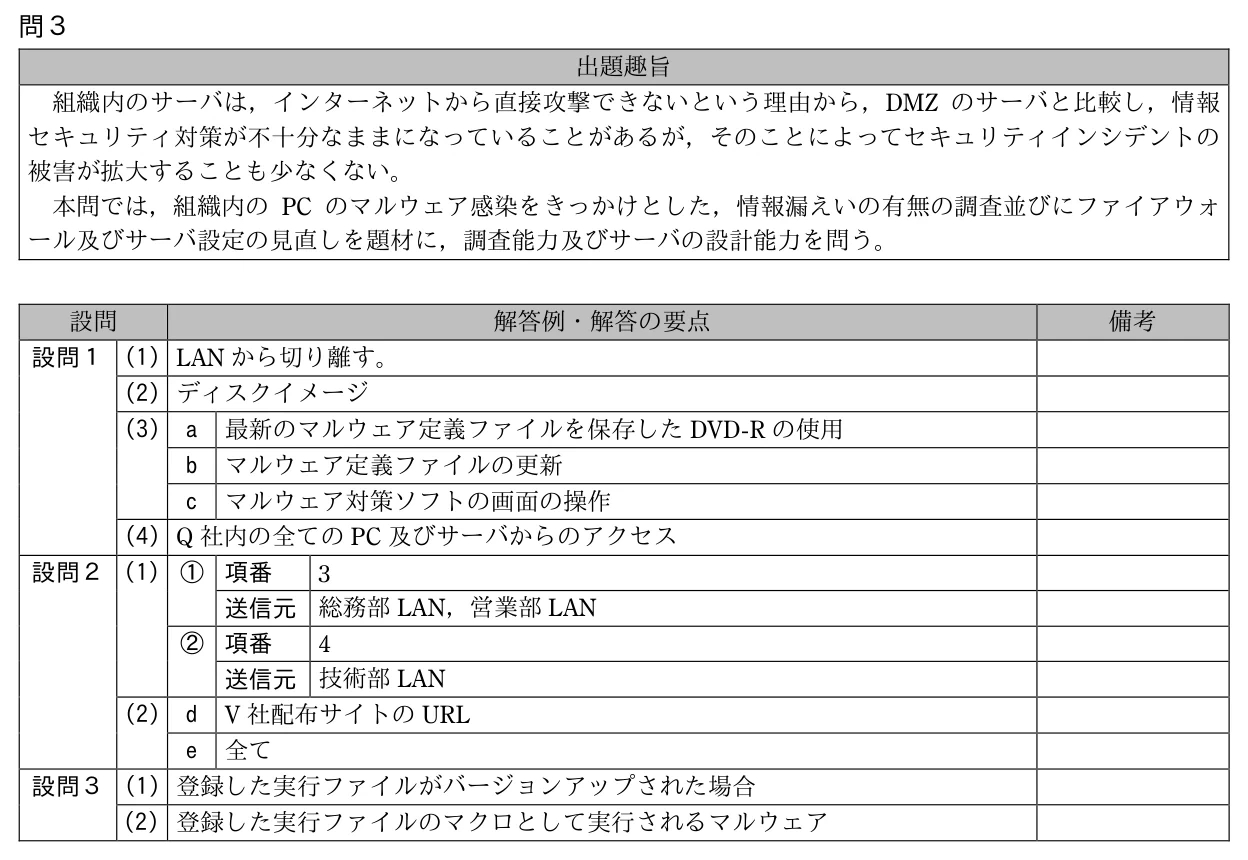 問３
出題趣旨
組織内のサーバは，インターネットから直接攻撃できないという理由から，DMZ のサーバと比較し，情報
セキュリティ対策が不十分なままになっていることがあるが，そのことによってセキュリティインシデントの
被害が拡大することも少なくない。
本問では，組織内の PC のマルウェア感染をきっかけとした，情報漏えいの有無の調査並びにファイアウォ
ール及びサーバ設定の見直しを題材に，調査能力及びサーバの設計能力を問う。
設問 解答例・解答の要点 備考
設問１ (1) LAN から切り離す。
(2) ディスクイメージ
(3) a 最新のマルウェア定義ファイルを保存した DVD-R の使用
b マルウェア定義ファイルの更新
c マルウェア対策ソフトの画面の操作
(4) Q 社内の全ての PC 及びサーバからのアクセス
設問２ (1) ① 項番 3
送信元 総務部 LAN，営業部 LAN
② 項番 4
送信元 技術部 LAN
(2) d V 社配布サイトの URL
e 全て
設問３ (1) 登録した実行ファイルがバージョンアップされた場合
(2) 登録した実行ファイルのマクロとして実行されるマルウェア